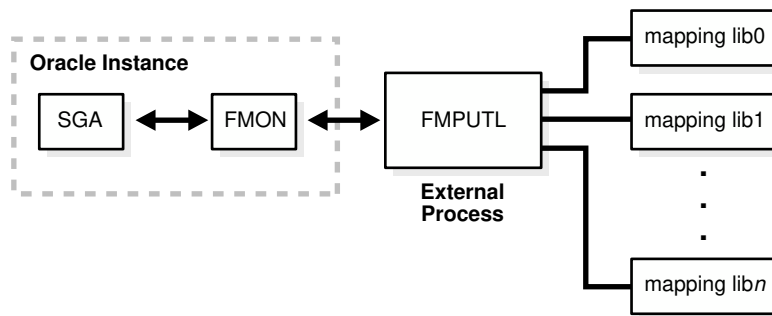 Oracle Instance
SGA
FMON
FMPUTL
External
Process
mapping lib0
mapping lib1
mapping libn